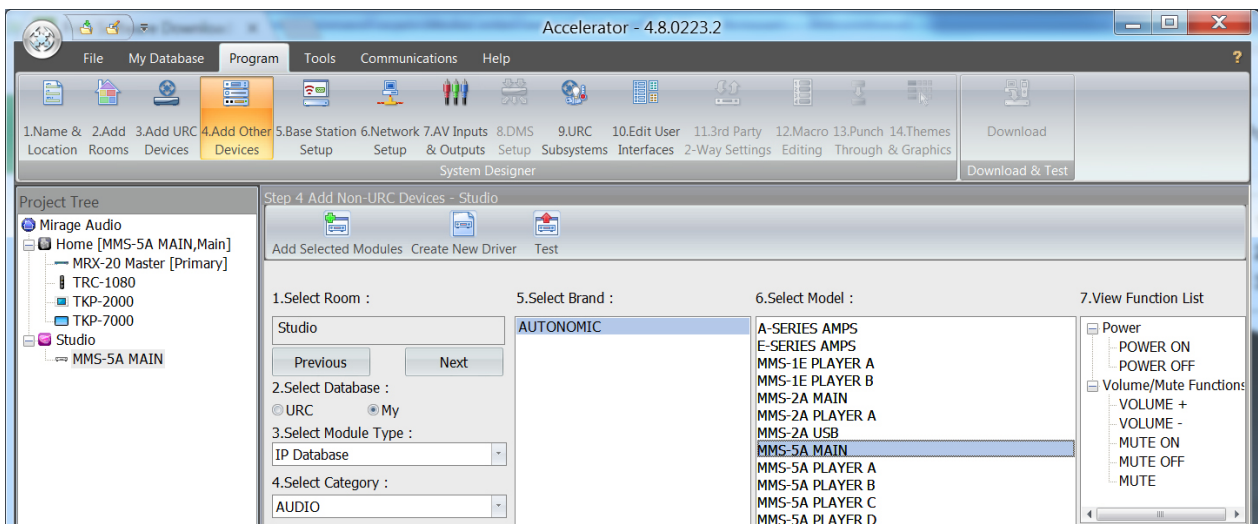 Accelerator - 4.8.0223.2
File My Database Program Tools Communications Help ?
1.Name & Location
2.Add Rooms
3.Add URC Devices
4.Add Other Devices
5.Base Station Setup
6.Network Setup
7.AV Inputs & Outputs
8.DMS Setup
9.URC Subsystems
10.Edit User Interfaces
11.3rd Party 2-Way Settings
12.Macro Editing
13.Punch Through
14.Themes & Graphics
Download
System Designer
Download & Test
Project Tree
Mirage Audio
Home [MMS-5A MAIN,Main]
MRX-20 Master [Primary]
TRC-1080
TKP-2000
TKP-7000
Studio
MMS-5A MAIN
Step 4 Add Non-URC Devices - Studio
Add Selected Modules Create New Driver Test
1.Select Room :
Studio
Previous Next
2.Select Database :
URC My
3.Select Module Type :
IP Database
4.Select Category :
AUDIO
5.Select Brand :
AUTONOMIC
6.Select Model :
A-SERIES AMPS
E-SERIES AMPS
MMS-1E PLAYER A
MMS-1E PLAYER B
MMS-2A MAIN
MMS-2A PLAYER A
MMS-2A USB
MMS-5A MAIN
MMS-5A PLAYER A
MMS-5A PLAYER B
MMS-5A PLAYER C
MMS-5A PLAYER D
7.View Function List
Power
POWER ON
POWER OFF
Volume/Mute Functions
VOLUME +
VOLUME -
MUTE ON
MUTE OFF
MUTE